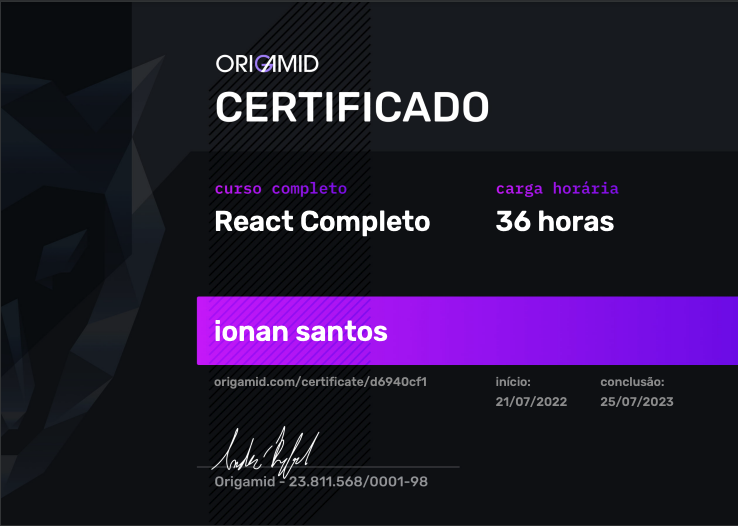 ORIGAMID
CERTIFICADO
curso completo
carga horária
React Completo
36 horas
ionan santos
origamid.com/certificate/d6940cf1
início:
conclusão:
21/07/2022
25/07/2023
Origamid - 23.811.568/0001-98